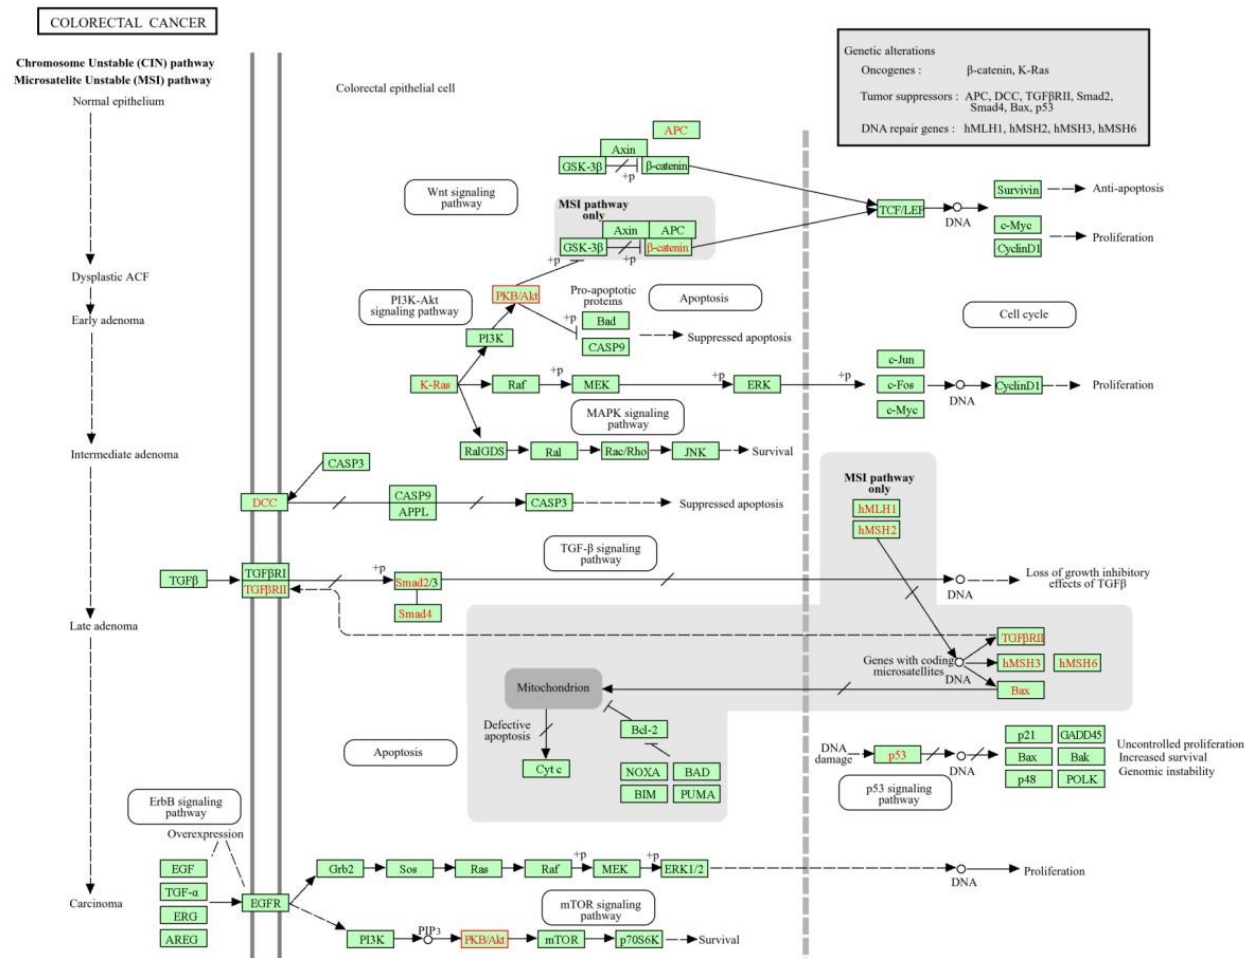 COLORECTAL CANCER
Chromosome Unstable (CIN) pathway
Microsatelite Unstable (MSI) pathway
Normal epithelium
Dysplastic ACF
Early adenoma
Intermediate adenoma
Late adenoma
Carcinoma
Colorectal epithelial cell
Genetic alterations
Oncogenes : β-catenin, K-Ras
Tumor suppressors : APC, DCC, TGFβRII, Smad2,
Smad4, Bax, p53
DNA repair genes : hMLH1, hMSH2, hMSH3, hMSH6
APC
Axin
GSK-3β
+p
β-catenin
Wnt signaling
pathway
MSI pathway
only
Axin
APC
GSK-3β
+p
β-catenin
TCF/LEF
DNA
Survivin
Anti-apoptosis
c-Myc
CyclinD1
Proliferation
+p
PKB/Akt
PI3K-Akt
signaling pathway
PI3K
Pro-apoptotic
proteins
+p
Bad
CASP9
Apoptosis
Suppressed apoptosis
Cell cycle
K-Ras
Raf
+p
MEK
+p
ERK
+p
c-Jun
c-Fos
c-Myc
DNA
CyclinD1
Proliferation
MAPK signaling
pathway
RalGDS
Ral
Rac/Rho
JNK
Survival
CASP3
DCC
CASP9
APPL
CASP3
Suppressed apoptosis
MSI pathway
only
hMLH1
hMSH2
TGF-β signaling
pathway
TGFβ
TGFβRI
TGFβRII
+p
Smad2/3
Smad4
DNA
Loss of growth inhibitory
effects of TGFβ
Genes with coding
microsatellites
DNA
TGFβRII
hMSH3
hMSH6
Bax
Mitochondrion
Defective
apoptosis
Cyt c
Bcl-2
NOXA
BAD
BIM
PUMA
Apoptosis
DNA
damage
p53
DNA
p53 signaling
pathway
p21
GADD45
Bax
Bak
p48
POLK
Uncontrolled proliferation
Increased survival
Genomic instability
ErbB signaling
pathway
Overexpression
EGF
TGF-α
ERG
AREG
EGFR
Grb2
Sos
Ras
Raf
+p
MEK
+p
ERK1/2
DNA
Proliferation
mTOR signaling
pathway
PI3K
PIP3
PKB/Akt
mTOR
p70S6K
Survival